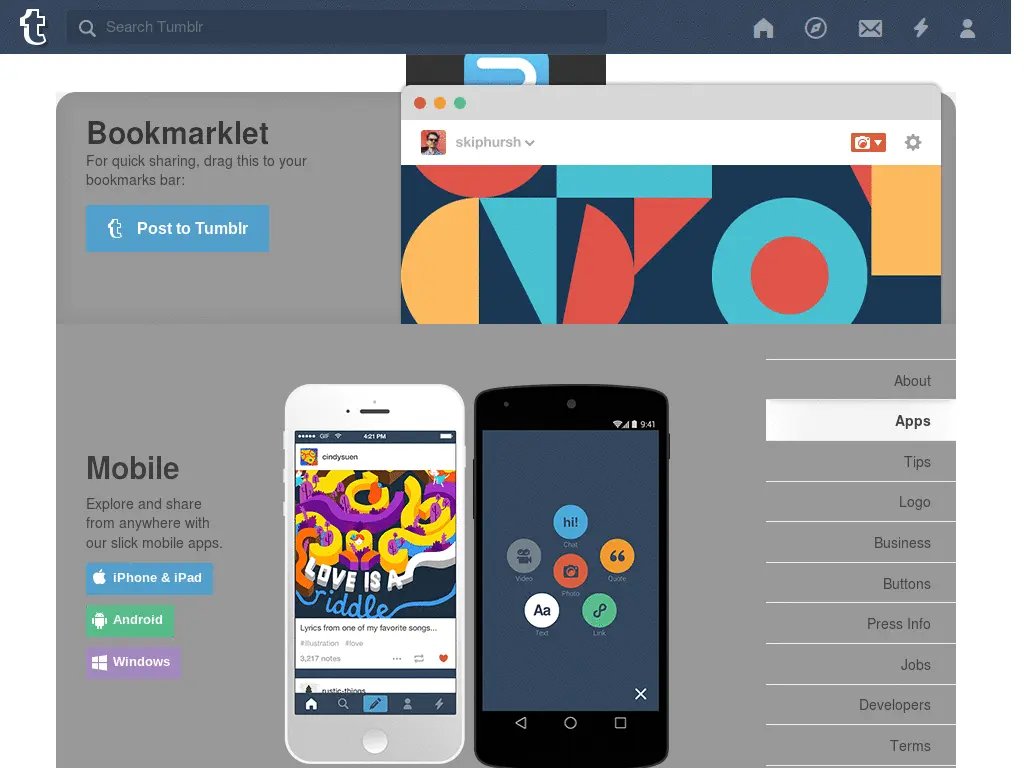 Search Tumblr
Bookmarklet
For quick sharing, drag this to your
bookmarks bar:
Post to Tumblr
skiphursh
About
Apps
Tips
Logo
Business
Buttons
Press Info
Jobs
Developers
Terms
Mobile
Explore and share
from anywhere with
our slick mobile apps.
iPhone & iPad
Android
Windows
GIF
4:21 PM
cindysuen
LOVE IS A
riddle
Lyrics from one of my favorite songs...
#illustration #love
3,217 notes
rustic-things
9:41
hi!
Chat
Video
Quote
Photo
Aa
Text
Link